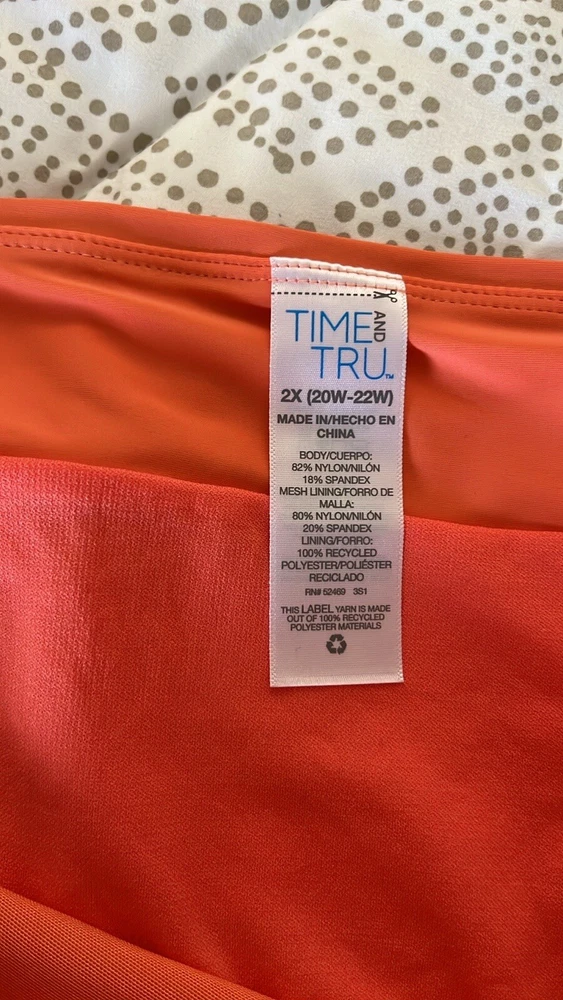 TIME AND
TRU™
2X (20W-22W)
MADE IN/HECHO EN
CHINA
BODY/CUERPO:
82% NYLON/NILÓN
18% SPANDEX
MESH LINING/FORRO DE
MALLA:
80% NYLON/NILÓN
20% SPANDEX
LINING/FORRO:
100% RECYCLED
POLYESTER/POLIÉSTER
RECICLADO
RN# 52469 3S1
THIS LABEL YARN IS MADE
OUT OF 100% RECYCLED
POLYESTER MATERIALS